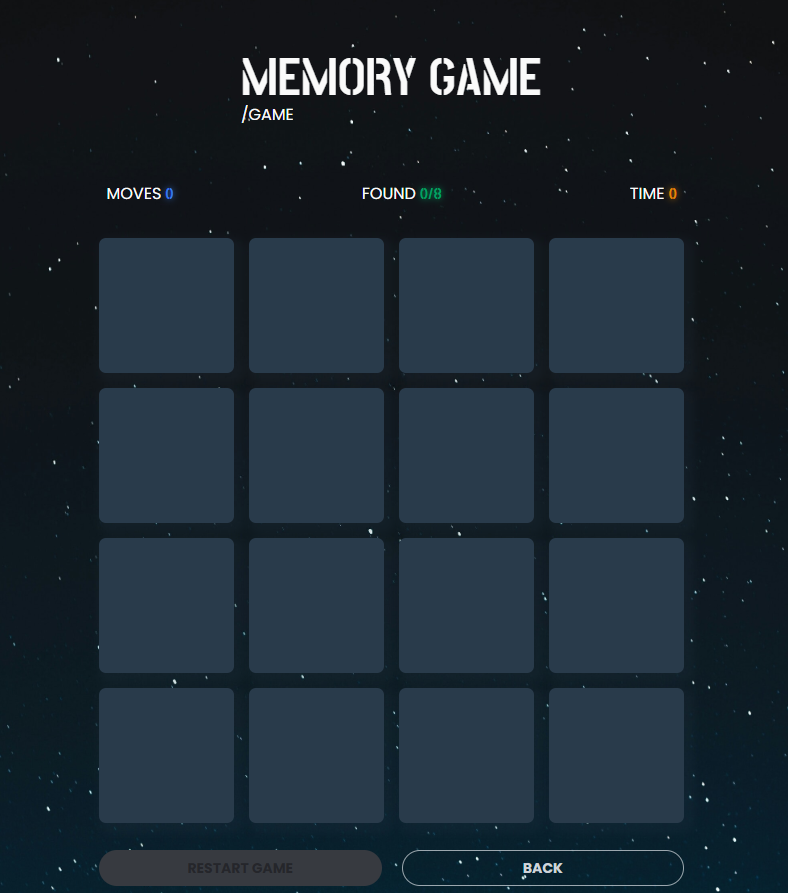 MEMORY GAME
/GAME
MOVES 0 FOUND 0/8 TIME 0
RESTART GAME BACK